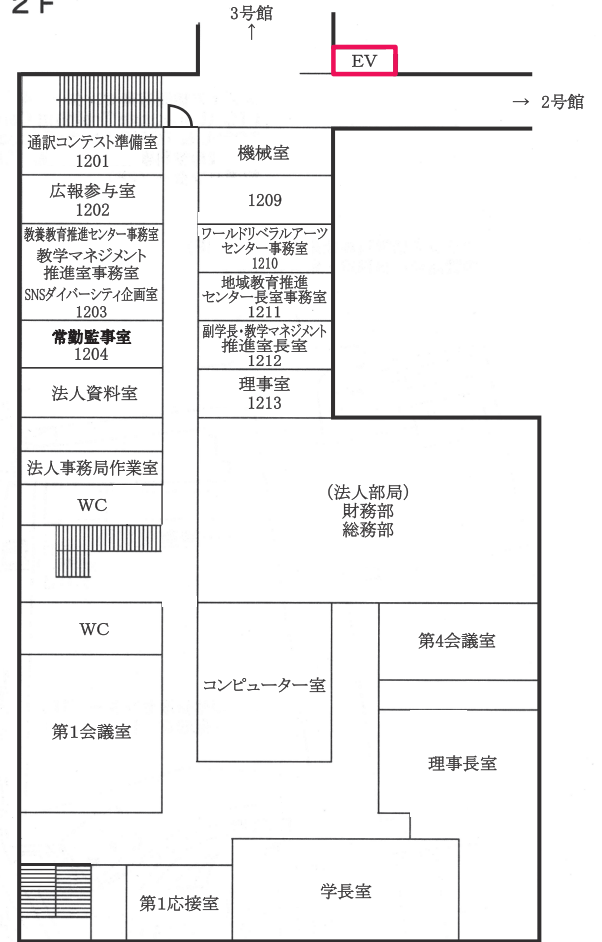 2F
3号館
↑
EV
→ 2号館
通訳コンテスト準備室
1201
広報参与室
1202
教養教育推進センター事務室
教学マネジメント
推進室事務室
SNSダイバーシティ企画室
1203
常勤監事室
1204
法人資料室
法人事務局作業室
WC
機械室
1209
ワールドリベラルアーツ
センター事務室
1210
地域教育推進
センター長室事務室
1211
副学長・教学マネジメント
推進室長室
1212
理事室
1213
(法人部局)
財務部
総務部
WC
第1会議室
コンピューター室
第4会議室
理事長室
第1応接室
学長室